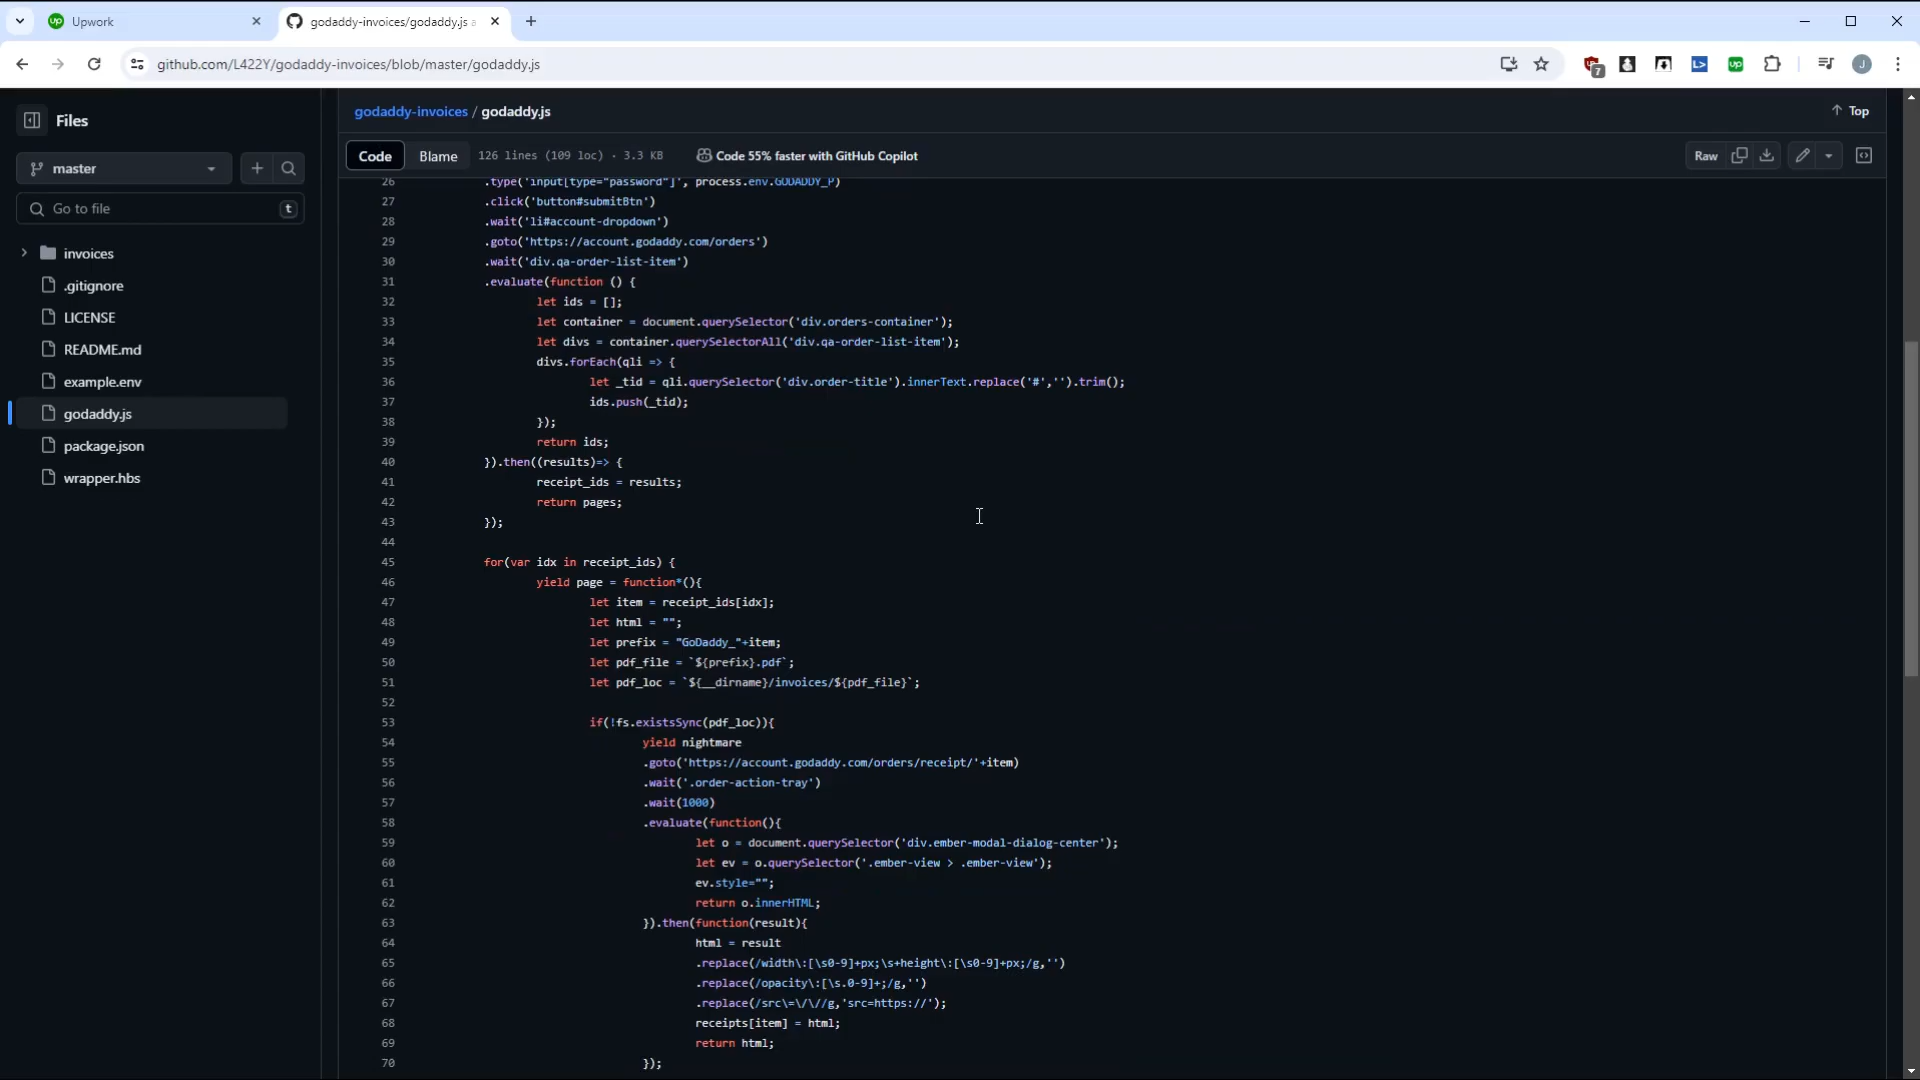 Upwork
godaddy-invoices/godaddy.js a
github.com/L422Y/godaddy-invoices/blob/master/godaddy.js
7
L>
up
J
Files
master
Go to file
t
invoices
.gitignore
LICENSE
README.md
example.env
godaddy.js
package.json
wrapper.hbs
godaddy-invoices / godaddy.js
Top
Code
Blame
126 lines (109 loc) · 3.3 KB
Code 55% faster with GitHub Copilot
Raw
26 .type('input[type="password"]', process.env.GODADDY_P)
27 .click('button#submitBtn')
28 .wait('li#account-dropdown')
29 .goto('https://account.godaddy.com/orders')
30 .wait('div.qa-order-list-item')
31 .evaluate(function () {
32 let ids = [];
33 let container = document.querySelector('div.orders-container');
34 let divs = container.querySelectorAll('div.qa-order-list-item');
35 divs.forEach(qli => {
36 let _tid = qli.querySelector('div.order-title').innerText.replace('#','').trim();
37 ids.push(_tid);
38 });
39 return ids;
40 }).then((results)=> {
41 receipt_ids = results;
42 return pages;
43 });
44
45 for(var idx in receipt_ids) {
46 yield page = function*(){
47 let item = receipt_ids[idx];
48 let html = "";
49 let prefix = "GoDaddy_"+item;
50 let pdf_file = `${prefix}.pdf`;
51 let pdf_loc = `${__dirname}/invoices/${pdf_file}`;
52
53 if(!fs.existsSync(pdf_loc)){
54 yield nightmare
55 .goto('https://account.godaddy.com/orders/receipt/'+item)
56 .wait('.order-action-tray')
57 .wait(1000)
58 .evaluate(function(){
59 let o = document.querySelector('div.ember-modal-dialog-center');
60 let ev = o.querySelector('.ember-view > .ember-view');
61 ev.style="";
62 return o.innerHTML;
63 }).then(function(result){
64 html = result
65 .replace(/width\:[\s0-9]+px;\s+height\:[\s0-9]+px;/g,'')
66 .replace(/opacity\:[\s.0-9]+;/g,'')
67 .replace(/src\=\/\//g,'src=https://');
68 receipts[item] = html;
69 return html;
70 });